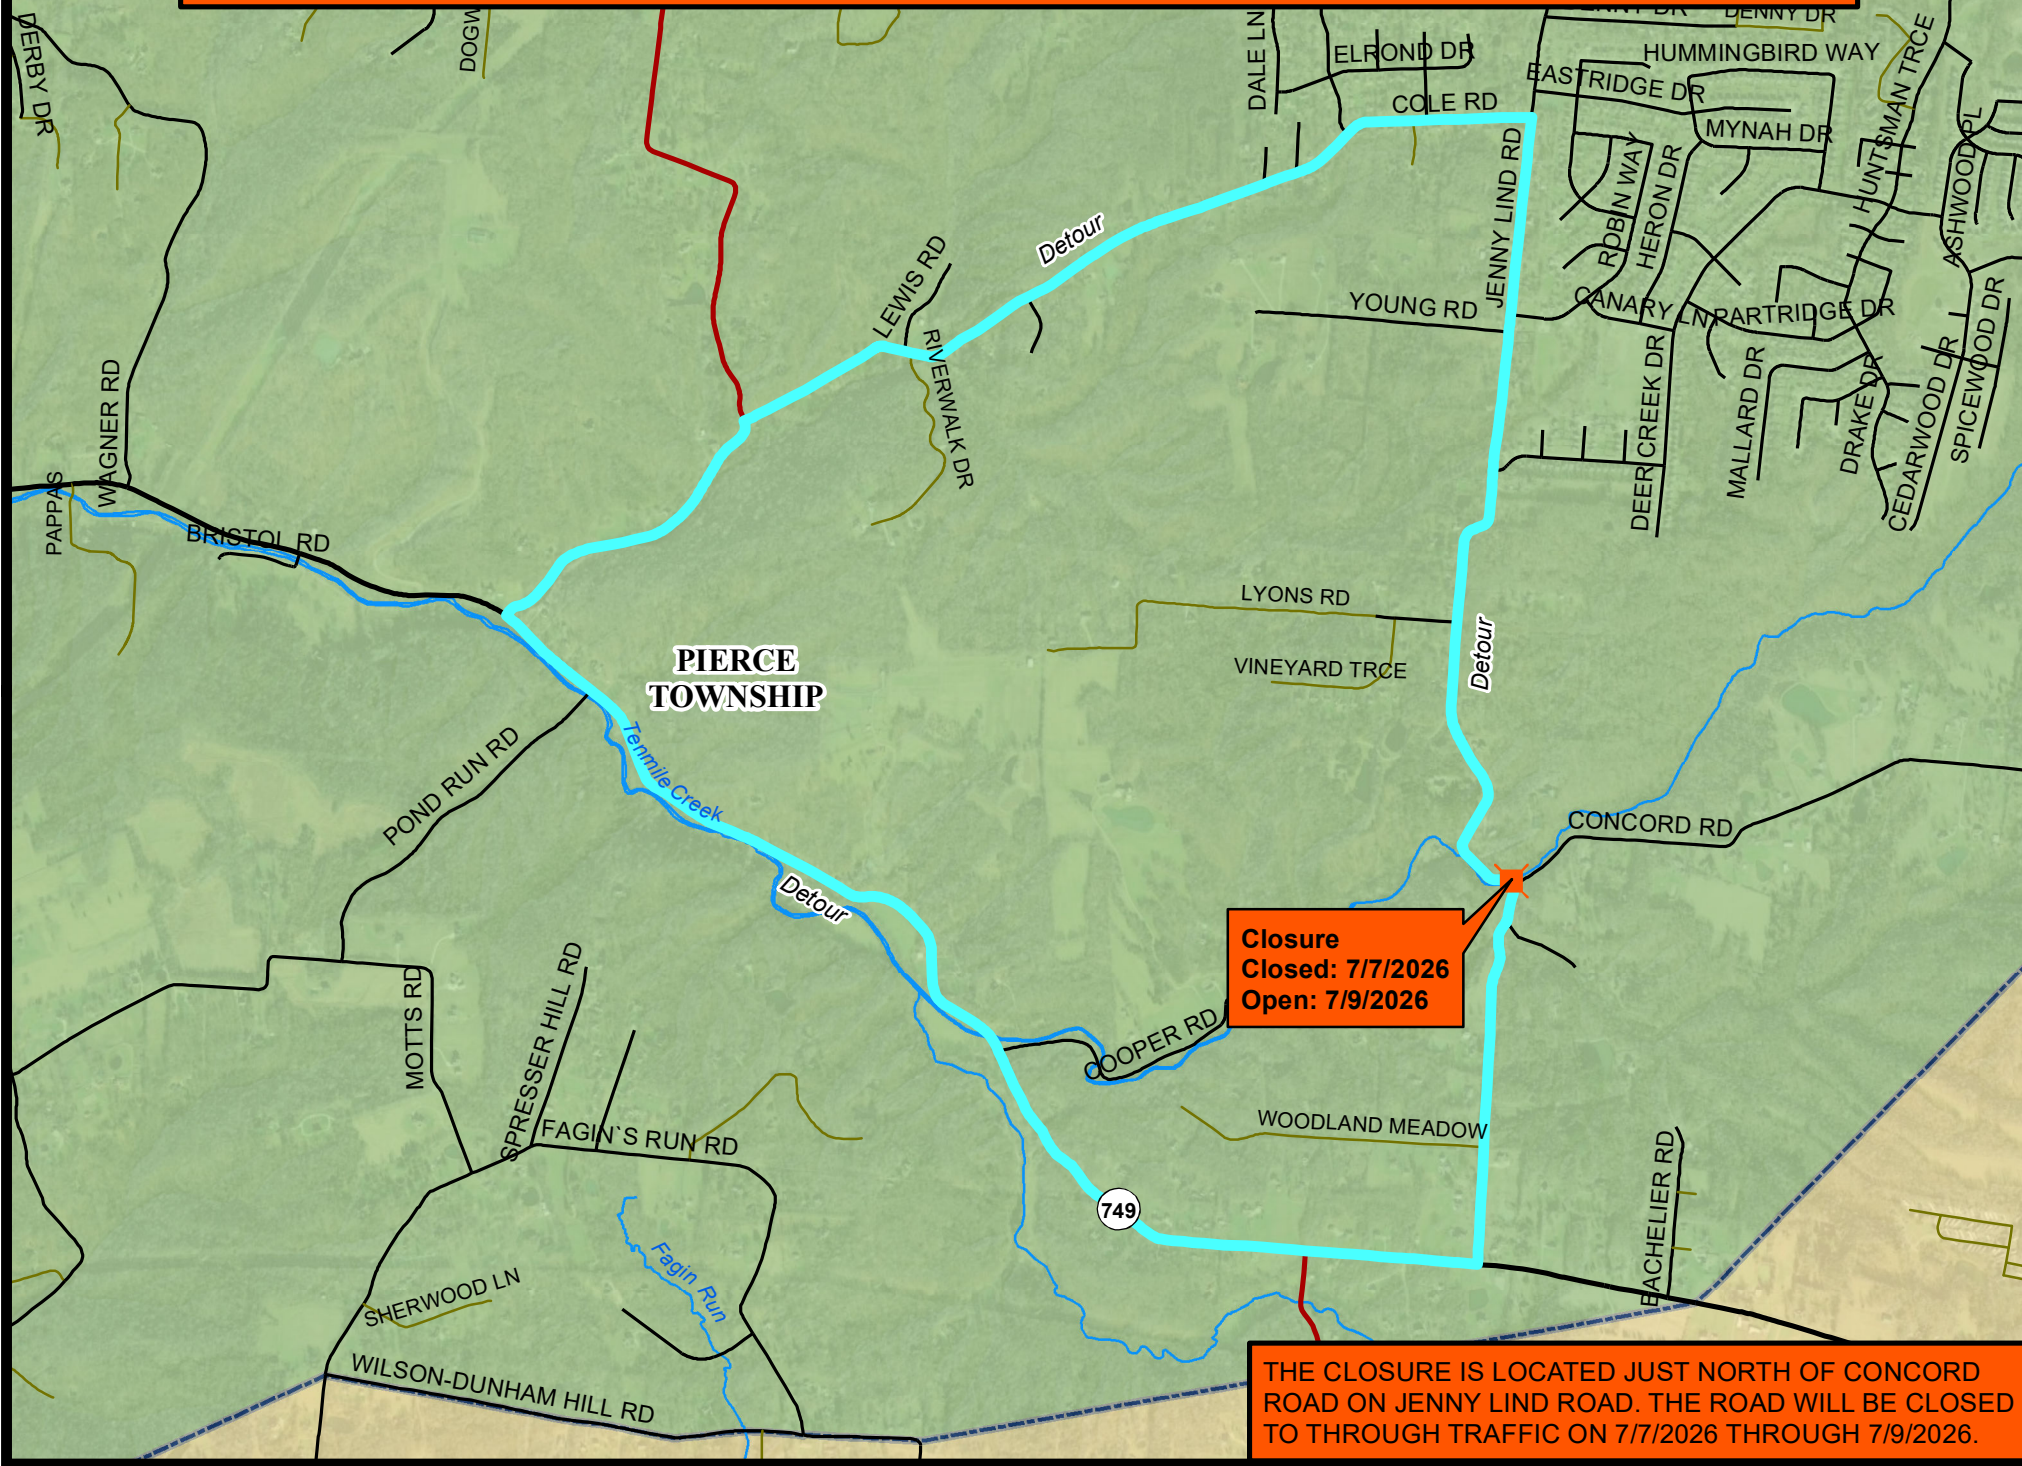 DENNY DR
DERBY DR
DALE LN
ELROND DR
HUMMINGBIRD WAY
HUNTSMAN TRCE
EASTRIDGE DR
COLE RD
MYNAH DR
ASHWOOD PL
JENNY LIND RD
ROBIN WAY
HERON DR
LEWIS RD
Detour
YOUNG RD
CANARY LN
PARTRIDGE DR
RIVERWALK DR
SPICEWOOD DR
WAGNER RD
DEER CREEK DR
MALLARD DR
DRAKE DR
CEDARWOOD DR
PAPPAS
BRISTOL RD
LYONS RD
PIERCE
TOWNSHIP
VINEYARD TRCE
Detour
POND RUN RD
Tenmile Creek
CONCORD RD
Detour
Closure
Closed: 7/7/2026
Open: 7/9/2026
MOTTS RD
SPRESSER HILL RD
COOPER RD
FAGIN`S RUN RD
WOODLAND MEADOW
BACHELIER RD
749
SHERWOOD LN
Fagin Run
WILSON-DUNHAM HILL RD
THE CLOSURE IS LOCATED JUST NORTH OF CONCORD
ROAD ON JENNY LIND ROAD. THE ROAD WILL BE CLOSED
TO THROUGH TRAFFIC ON 7/7/2026 THROUGH 7/9/2026.